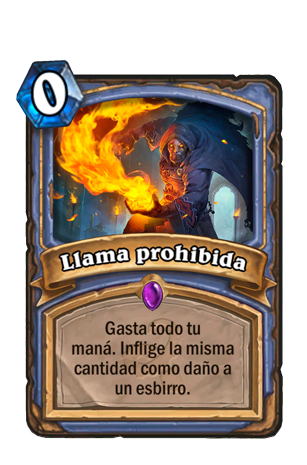 0
Llama prohibida
Gasta todo tu
maná. Inflige la misma
cantidad como daño a
un esbirro.